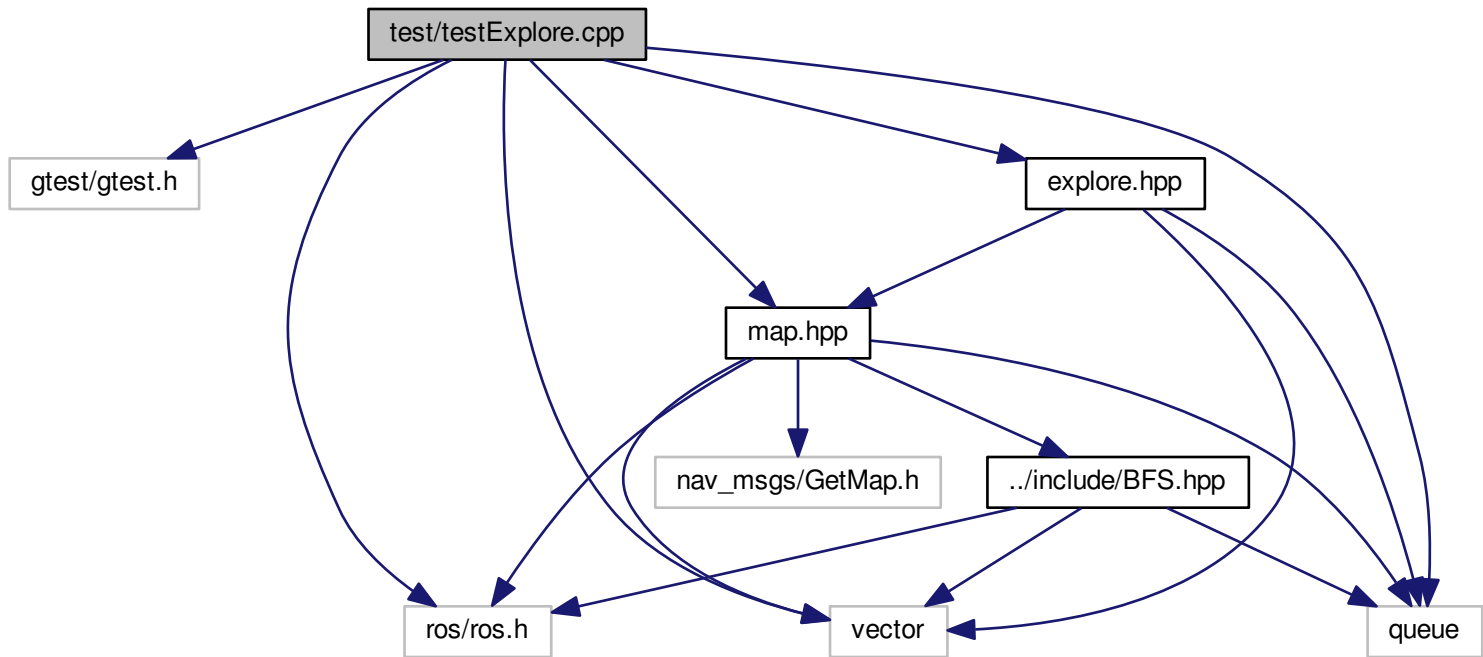 test/testExplore.cpp
gtest/gtest.h
explore.hpp
map.hpp
nav_msgs/GetMap.h
../include/BFS.hpp
ros/ros.h
vector
queue